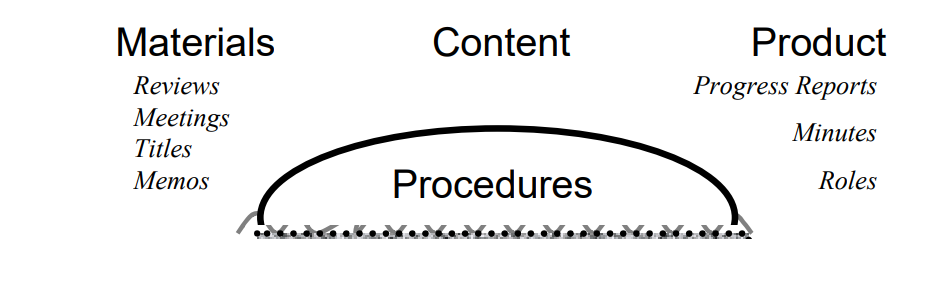 Materials Content Product
Reviews Progress Reports
Meetings
Minutes
Titles
Memos Roles
Procedures